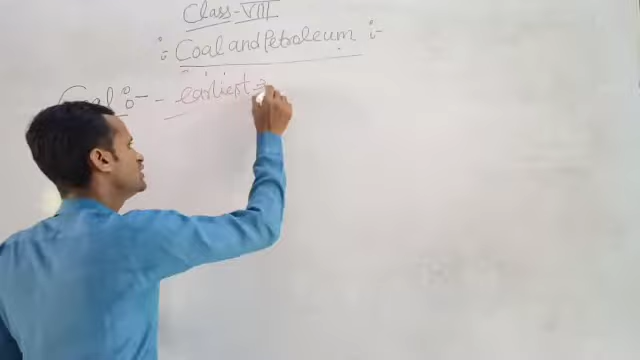 Class-VIII
:- Coal and Petroleum :-
Coal :- - earliest